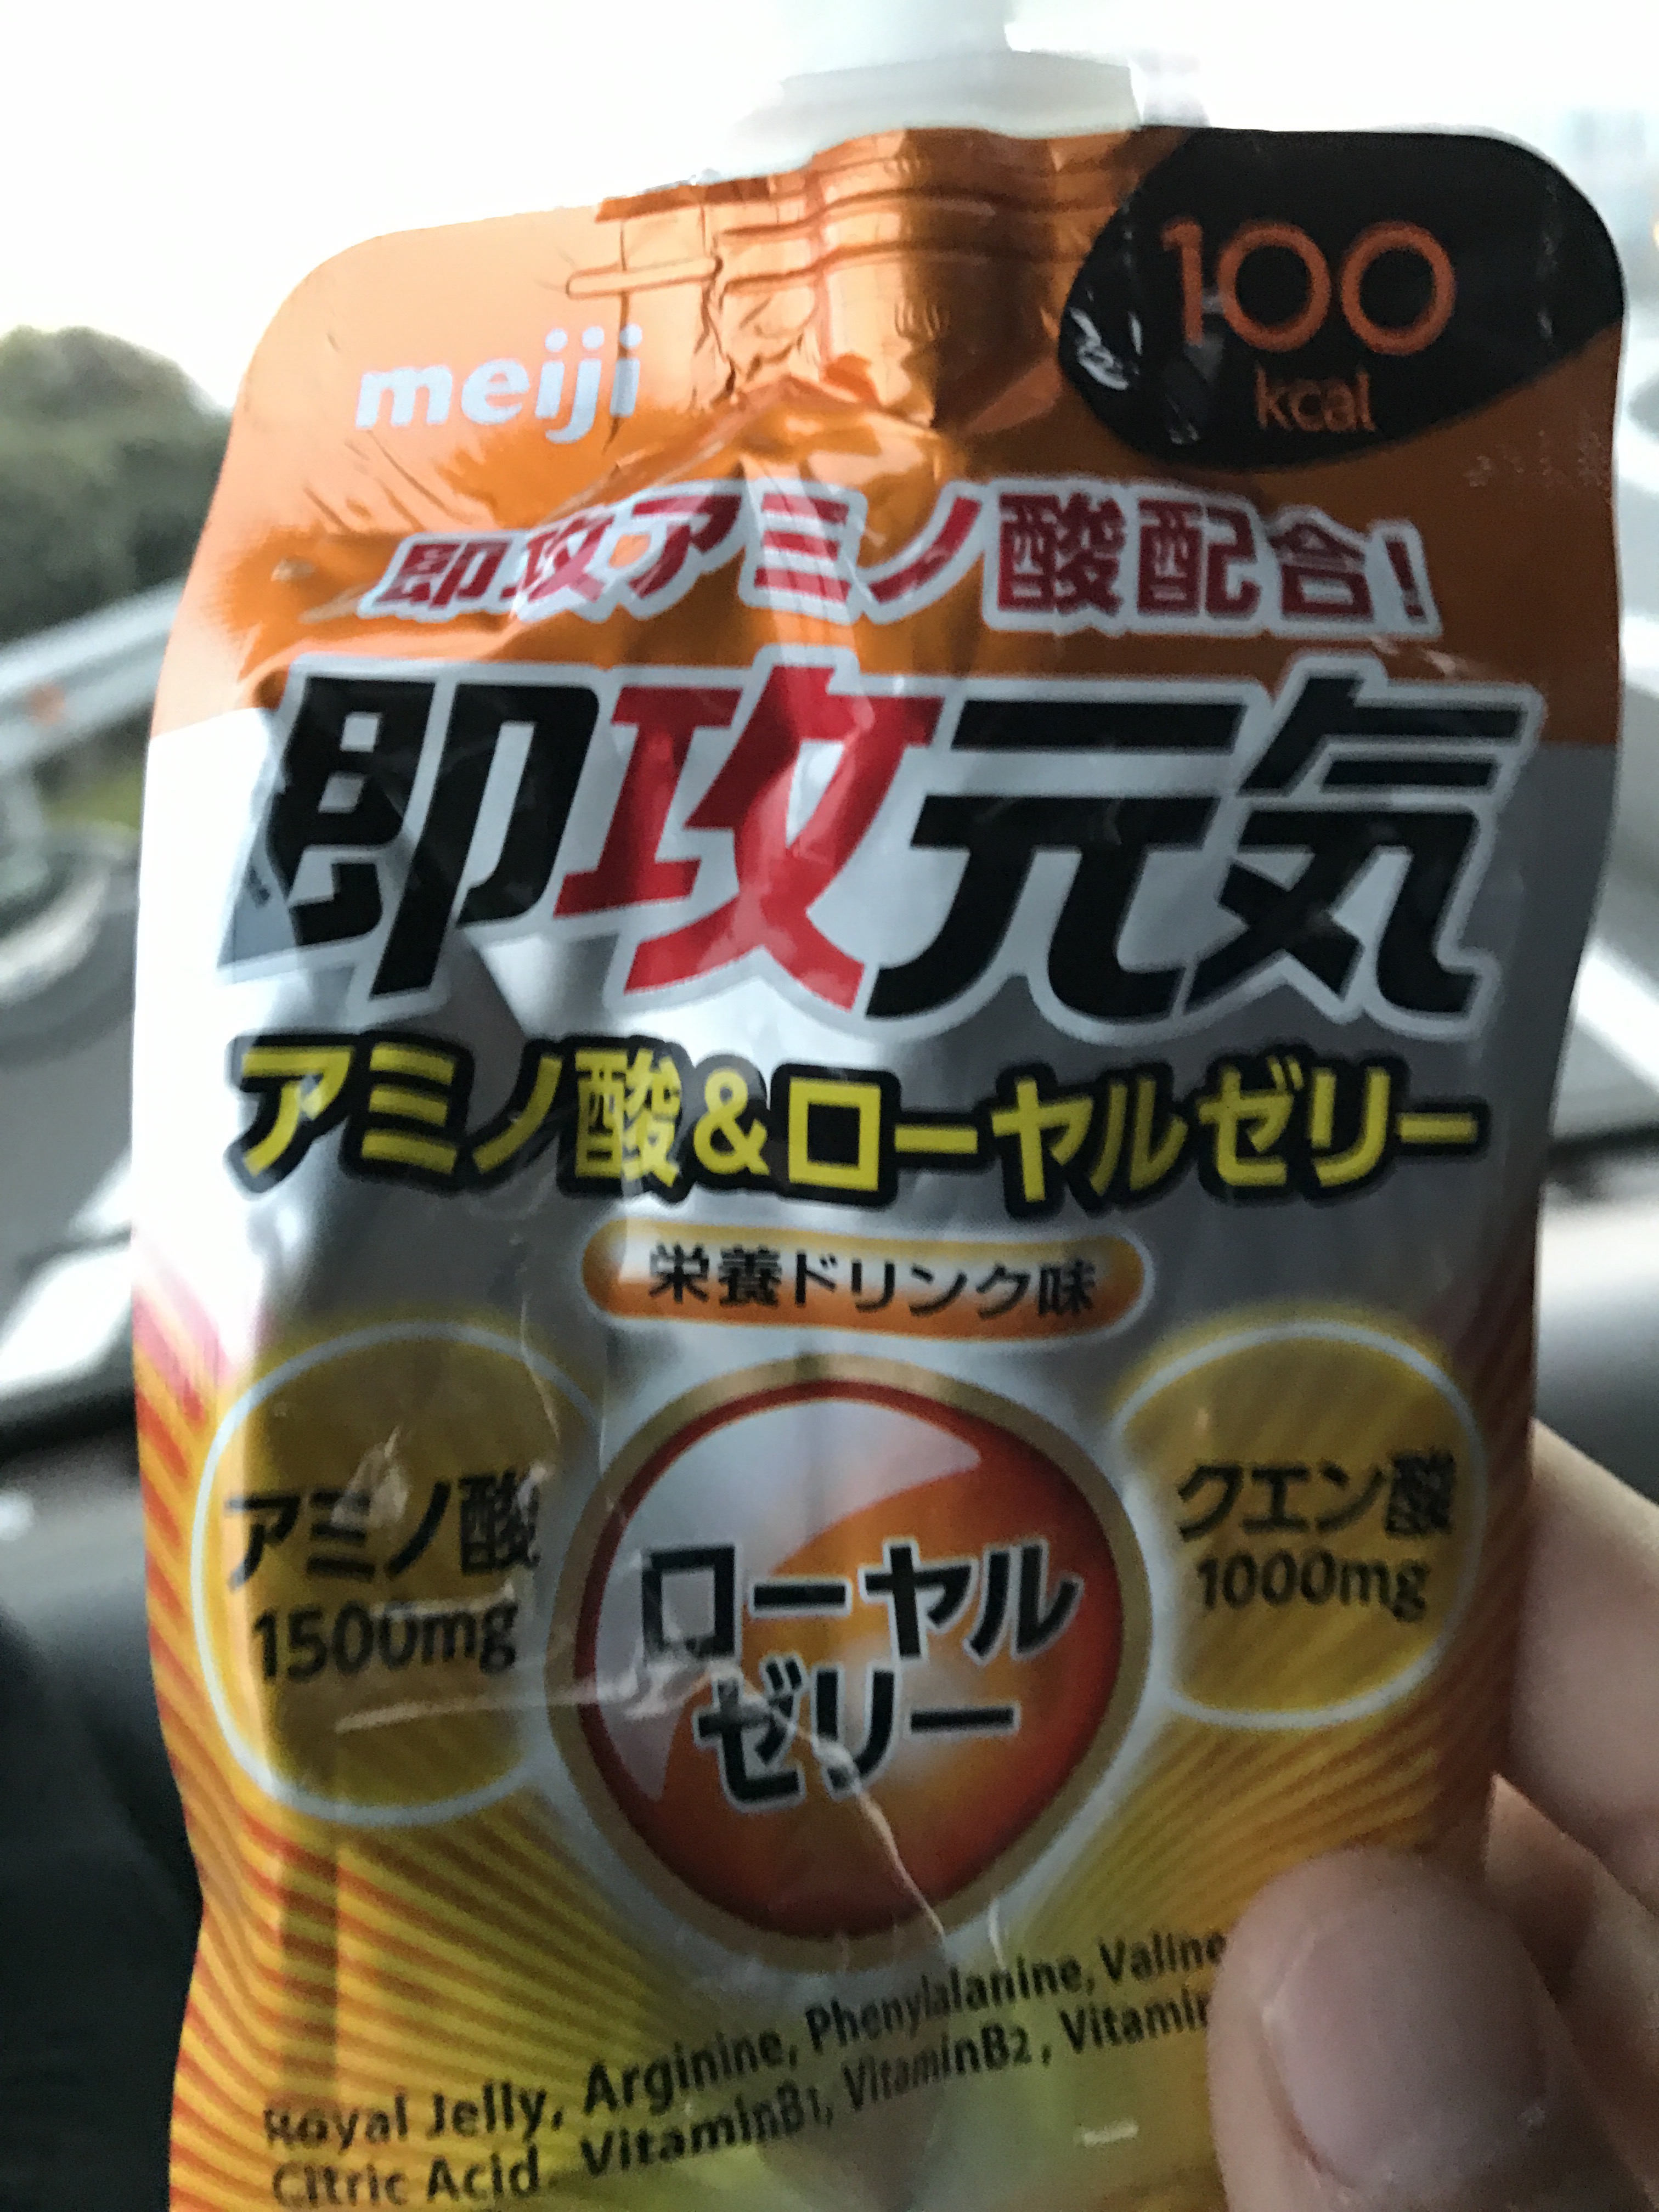 meiji
100
kcal
即攻アミノ酸配合!
即攻元気
アミノ酸&ローヤルゼリー
栄養ドリンク味
アミノ酸
1500mg
ローヤル
ゼリー
クエン酸
1000mg
Royal Jelly, Arginine, Phenylalanine, Valine
Citric Acid, VitaminB1, VitaminB2, Vitamin